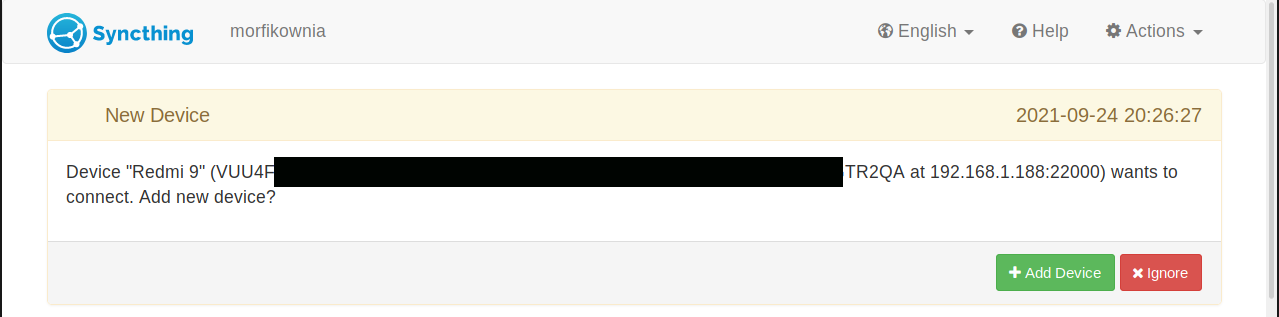 Syncthing morfikownia English Help Actions
New Device 2021-09-24 20:26:27
Device "Redmi 9" (VUU4F TR2QA at 192.168.1.188:22000) wants to
connect. Add new device?
Add Device Ignore